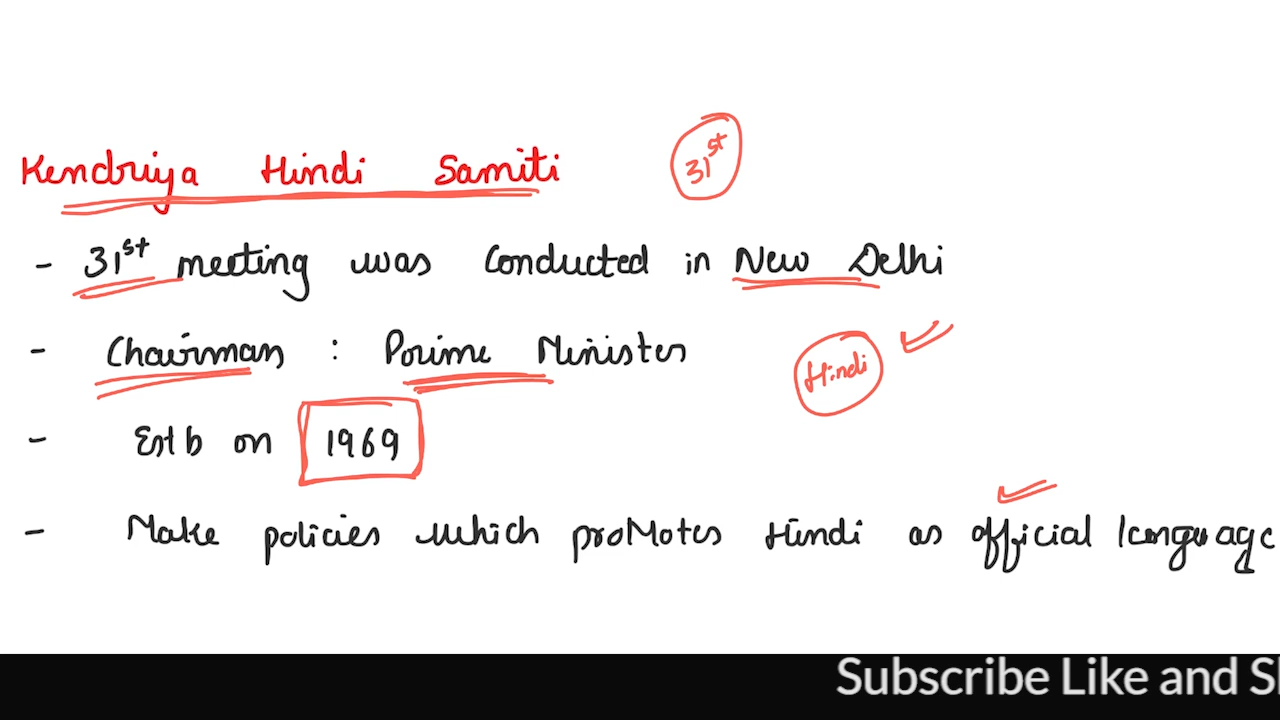 Kendriya Hindi Samiti
31st
- 31st meeting was conducted in New Delhi
- Chairman : Prime Minister
Hindi
- Estb on 1969
- Make policies which proMotes Hindi as official language
Subscribe Like and Sh